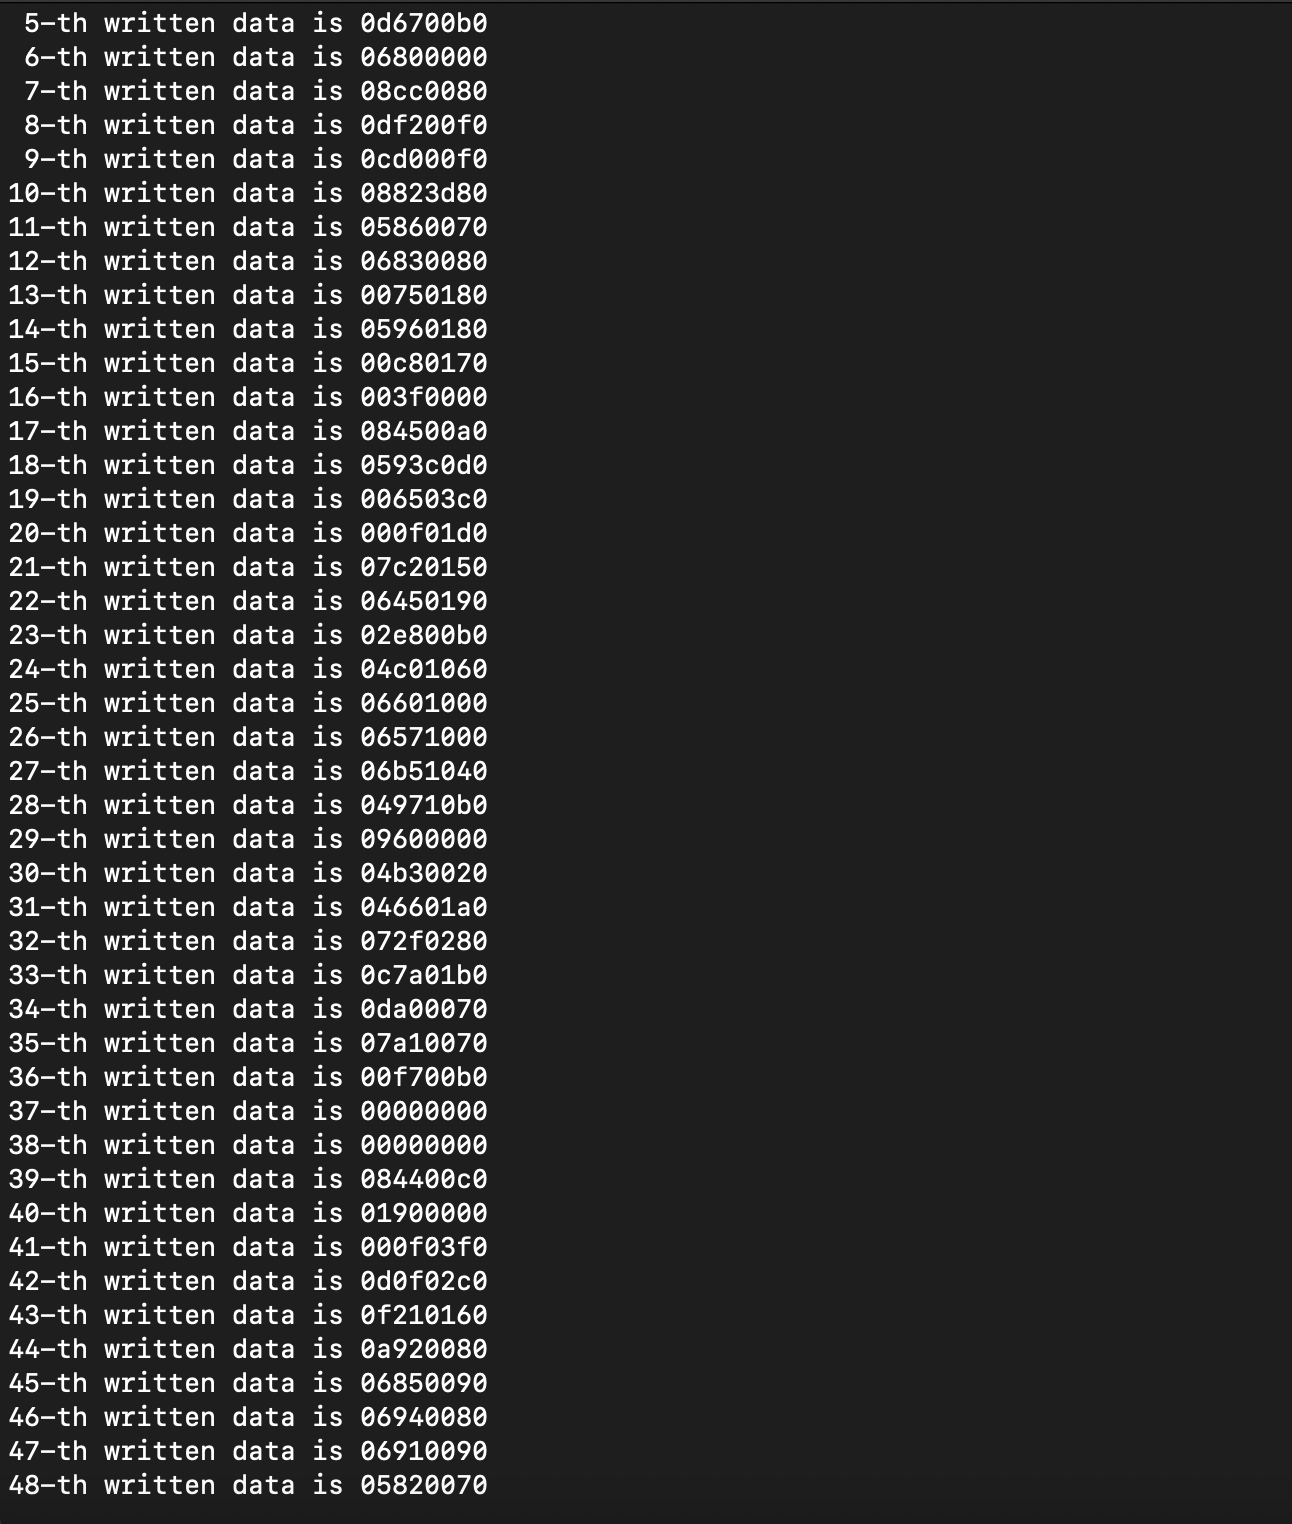 5-th written data is 0d6700b0
6-th written data is 06800000
7-th written data is 08cc0080
8-th written data is 0df200f0
9-th written data is 0cd000f0
10-th written data is 08823d80
11-th written data is 05860070
12-th written data is 06830080
13-th written data is 00750180
14-th written data is 05960180
15-th written data is 00c80170
16-th written data is 003f0000
17-th written data is 084500a0
18-th written data is 0593c0d0
19-th written data is 006503c0
20-th written data is 000f01d0
21-th written data is 07c20150
22-th written data is 06450190
23-th written data is 02e800b0
24-th written data is 04c01060
25-th written data is 06601000
26-th written data is 06571000
27-th written data is 06b51040
28-th written data is 049710b0
29-th written data is 09600000
30-th written data is 04b30020
31-th written data is 046601a0
32-th written data is 072f0280
33-th written data is 0c7a01b0
34-th written data is 0da00070
35-th written data is 07a10070
36-th written data is 00f700b0
37-th written data is 00000000
38-th written data is 00000000
39-th written data is 084400c0
40-th written data is 01900000
41-th written data is 000f03f0
42-th written data is 0d0f02c0
43-th written data is 0f210160
44-th written data is 0a920080
45-th written data is 06850090
46-th written data is 06940080
47-th written data is 06910090
48-th written data is 05820070